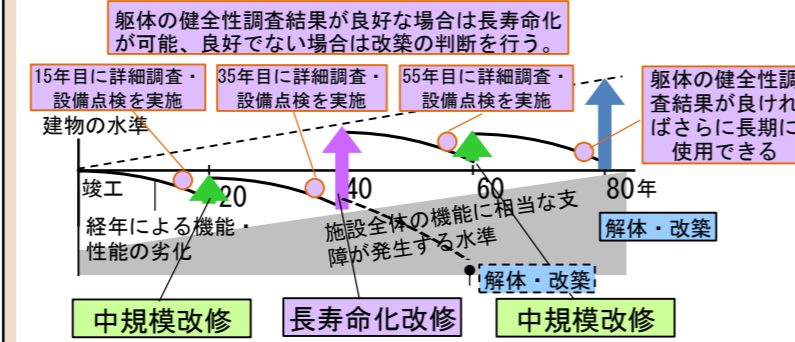 躯体の健全性調査結果が良好な場合は長寿命化
が可能、良好でない場合は改築の判断を行う。
15年目に詳細調査・
設備点検を実施
35年目に詳細調査・
設備点検を実施
55年目に詳細調査・
設備点検を実施
躯体の健全性調
査結果が良けれ
ばさらに長期に
使用できる
建物の水準
竣工
20
40
60
80年
経年による機能・
性能の劣化
施設全体の機能に相当な支
障が発生する水準
解体・改築
解体・改築
中規模改修
長寿命化改修
中規模改修